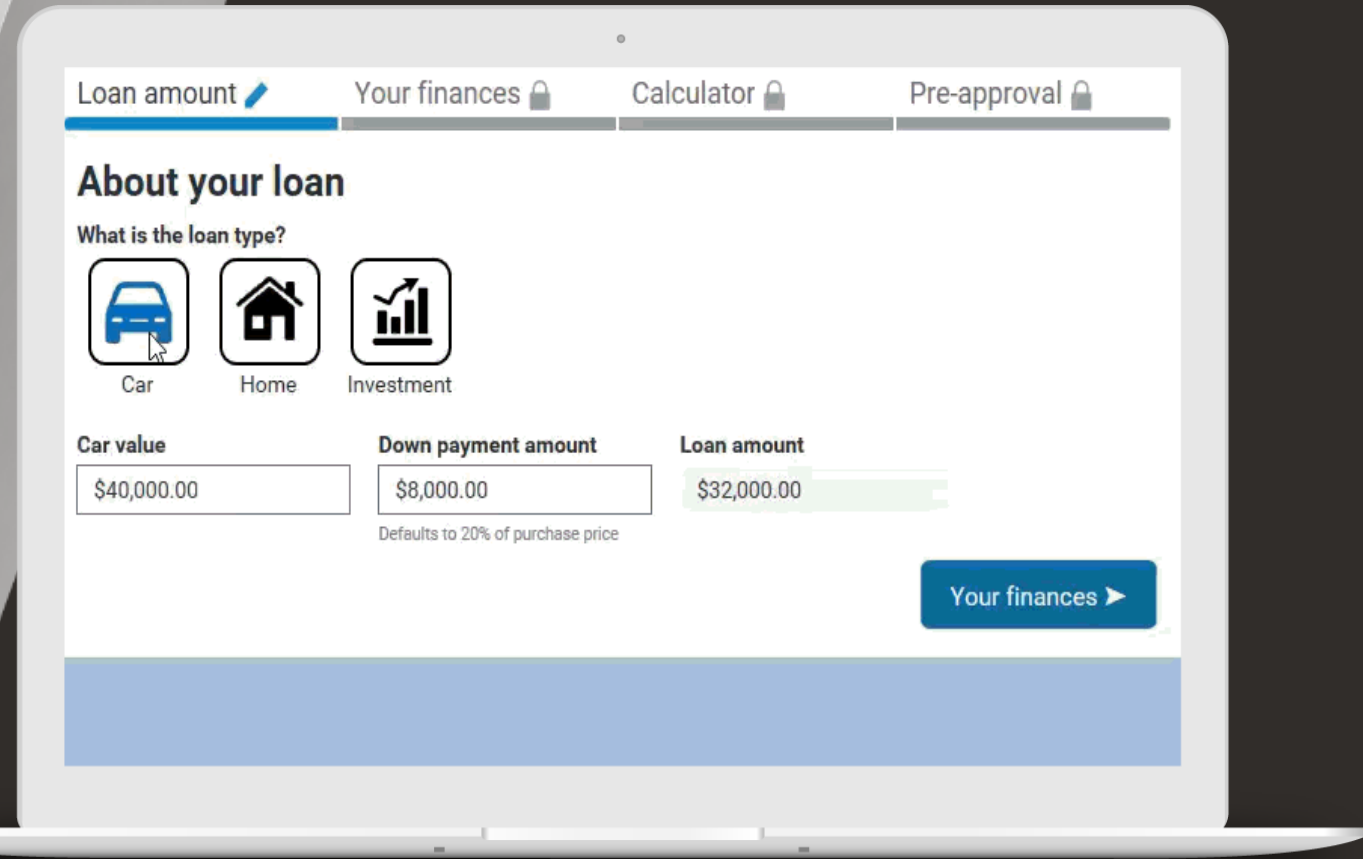 Loan amount
Your finances
Calculator
Pre-approval
About your loan
What is the loan type?
Car
Home
Investment
Car value
Down payment amount
Loan amount
$40,000.00
$8,000.00
$32,000.00
Defaults to 20% of purchase price
Your finances